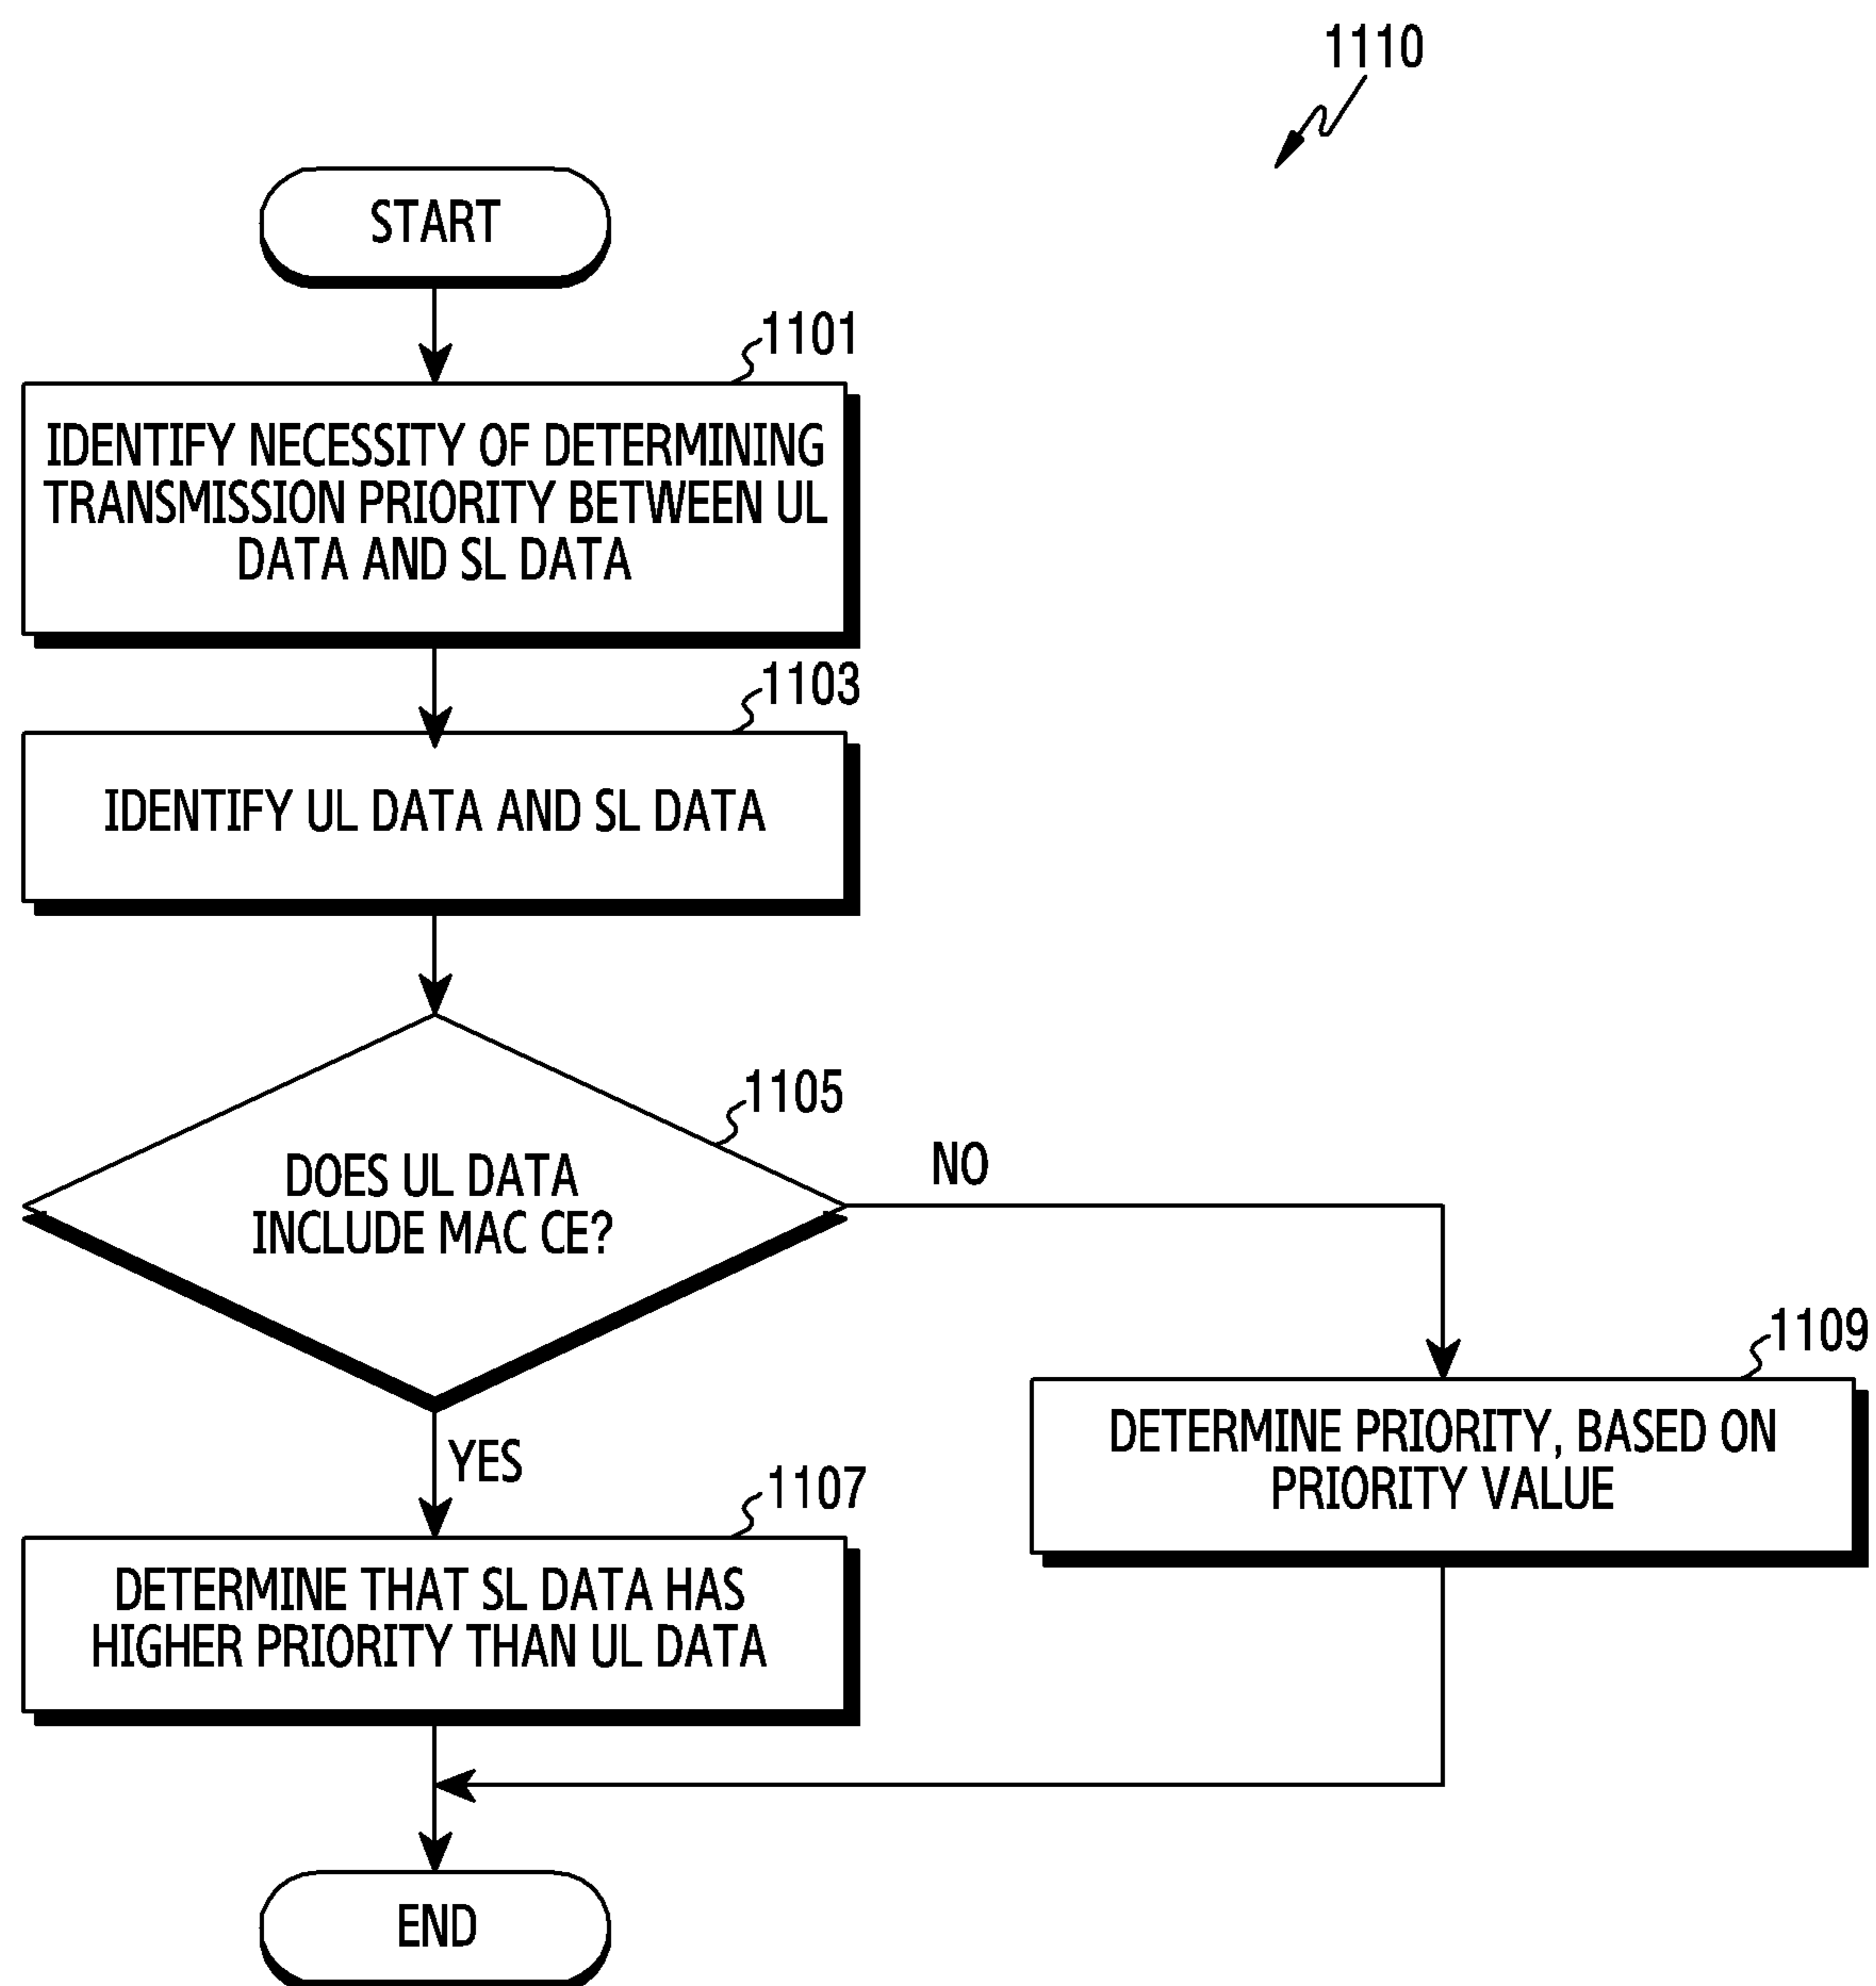 1110
START
1101
IDENTIFY NECESSITY OF DETERMINING
TRANSMISSION PRIORITY BETWEEN UL
DATA AND SL DATA
1103
IDENTIFY UL DATA AND SL DATA
1105
DOES UL DATA
INCLUDE MAC CE?
NO
YES
1109
DETERMINE PRIORITY, BASED ON
PRIORITY VALUE
1107
DETERMINE THAT SL DATA HAS
HIGHER PRIORITY THAN UL DATA
END